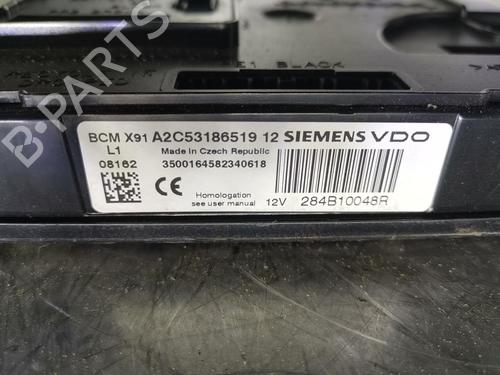 E1 BLACK
BCM X91 A2C53186519 12 SIEMENS VDO
L1 Made in Czech Republic
08162 3500164582340618
CE Homologation
see user manual 12V 284B10048R